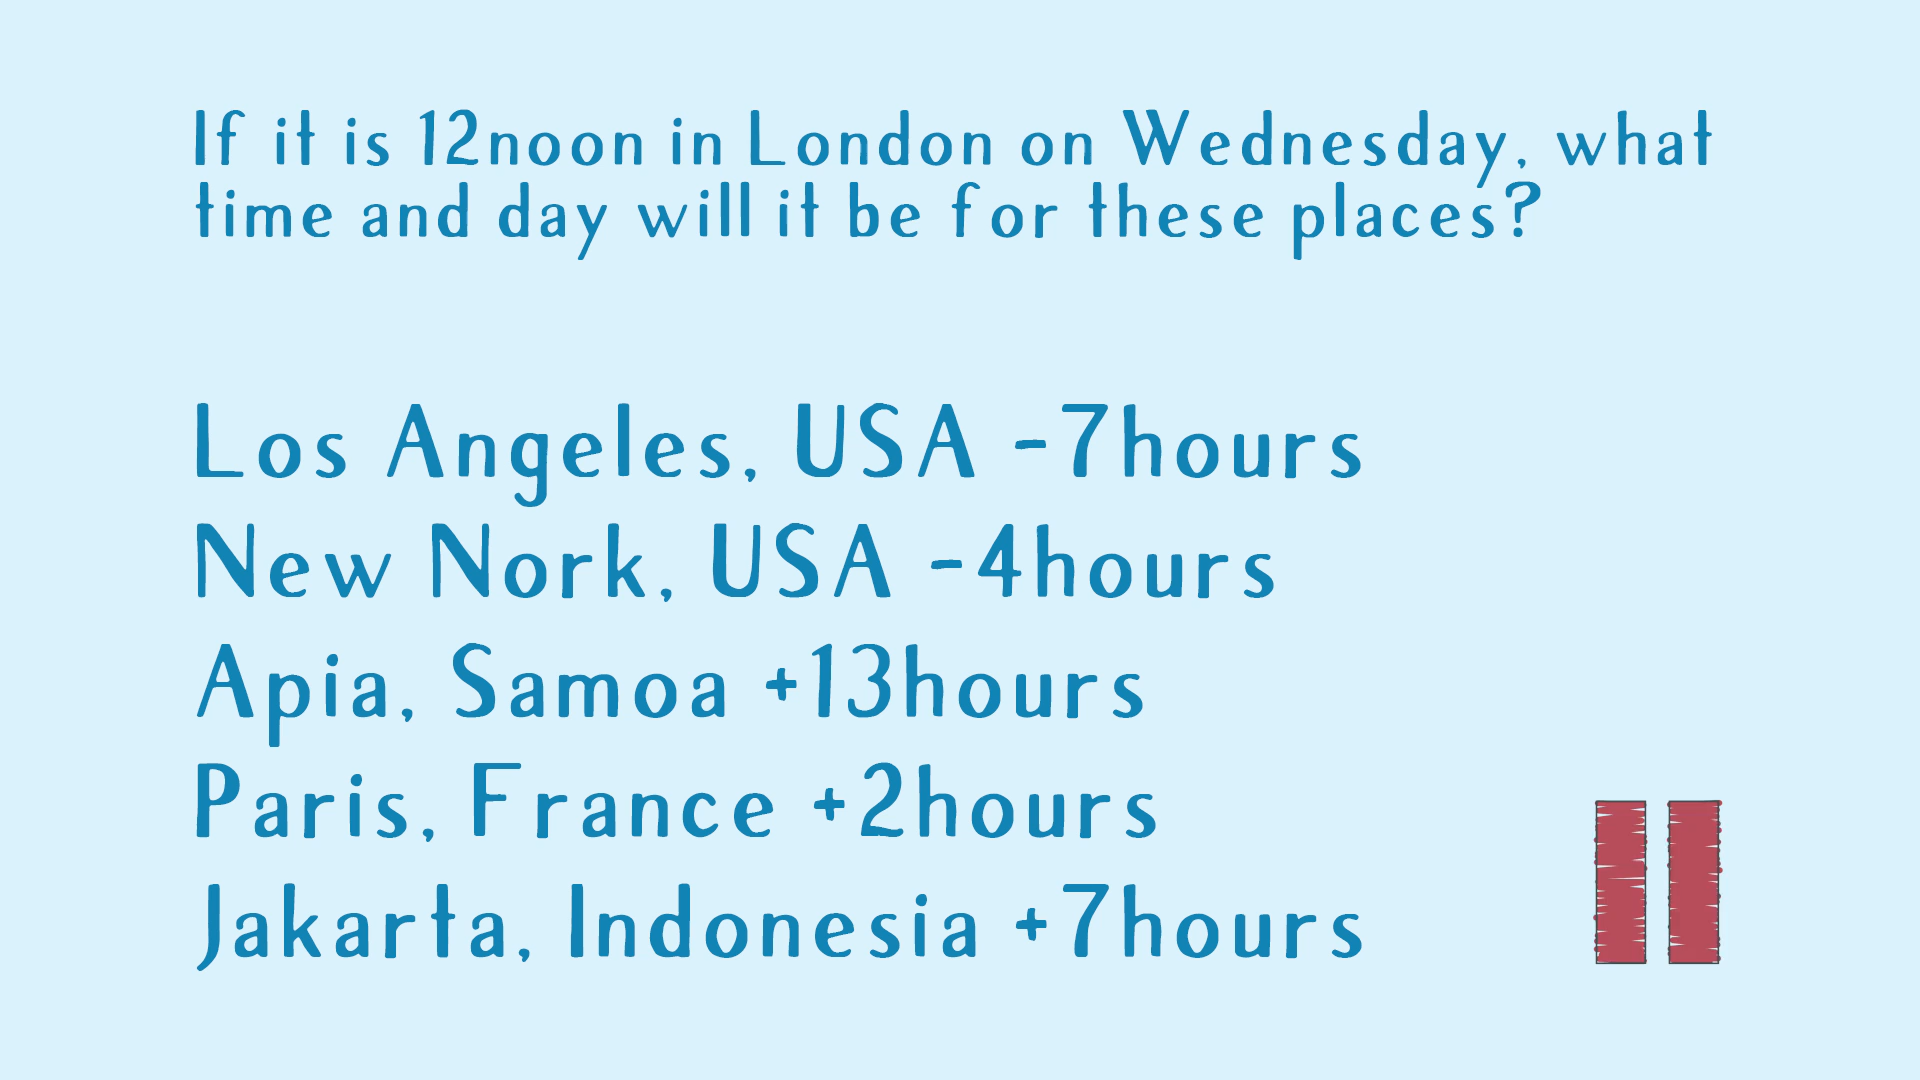 If it is 12noon in London on Wednesday, what
time and day will it be for these places?
Los Angeles, USA -7hours
New Nork, USA -4hours
Apia, Samoa +13hours
Paris, France +2hours
Jakarta, Indonesia +7hours